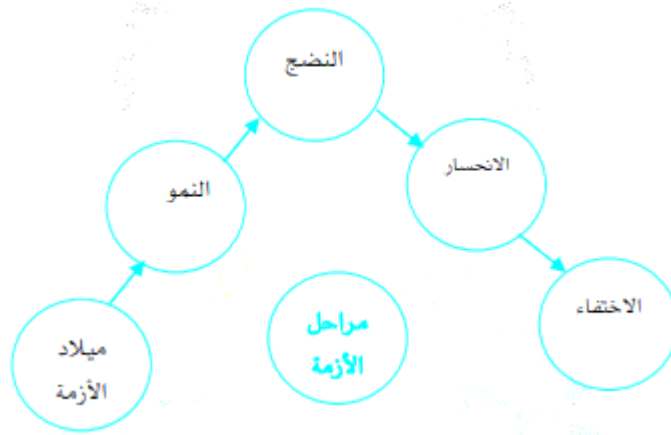 النضج
الانحسار
النمو
الاختفاء
مراحل
الأزمة
ميلاد
الأزمة